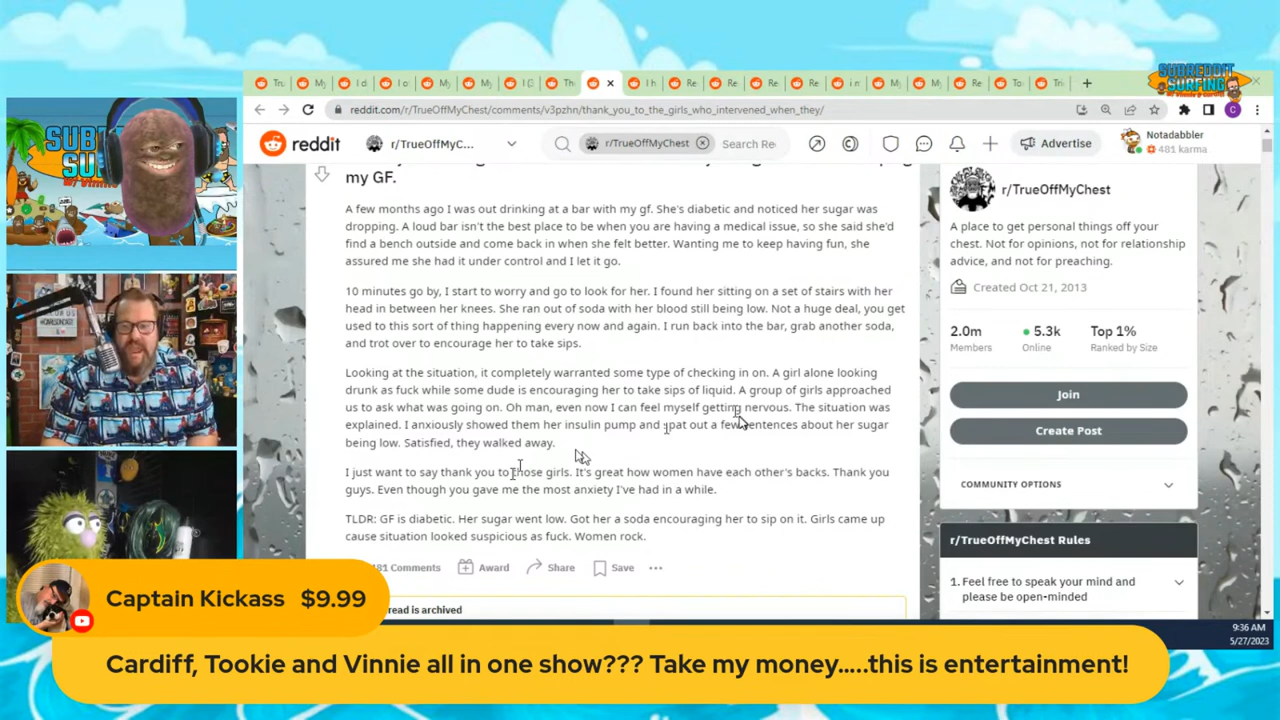 reddit.com/r/TrueOffMyChest/comments/v3pzhn/thank_you_to_the_girls_who_intervened_when_they/
SUBREDDIT
SURFING
reddit
r/TrueOffMyC...
r/TrueOffMyChest
Search Re
Advertise
Notadabbler
481 karma
my GF.
A few months ago I was out drinking at a bar with my gf. She's diabetic and noticed her sugar was
dropping. A loud bar isn't the best place to be when you are having a medical issue, so she said she'd
find a bench outside and come back in when she felt better. Wanting me to keep having fun, she
assured me she had it under control and I let it go.
10 minutes go by, I start to worry and go to look for her. I found her sitting on a set of stairs with her
head in between her knees. She ran out of soda with her blood still being low. Not a huge deal, you get
used to this sort of thing happening every now and again. I run back into the bar, grab another soda,
and trot over to encourage her to take sips.
Looking at the situation, it completely warranted some type of checking in on. A girl alone looking
drunk as fuck while some dude is encouraging her to take sips of liquid. A group of girls approached
us to ask what was going on. Oh man, even now I can feel myself getting nervous. The situation was
explained. I anxiously showed them her insulin pump and spat out a few sentences about her sugar
being low. Satisfied, they walked away.
I just want to say thank you to those girls. It's great how women have each other's backs. Thank you
guys. Even though you gave me the most anxiety I've had in a while.
TLDR: GF is diabetic. Her sugar went low. Got her a soda encouraging her to sip on it. Girls came up
cause situation looked suspicious as fuck. Women rock.
81 Comments
Award
Share
Save
read is archived
r/TrueOffMyChest
A place to get personal things off your
chest. Not for opinions, not for relationship
advice, and not for preaching.
Created Oct 21, 2013
2.0m
5.3k
Top 1%
Members
Online
Ranked by Size
Join
Create Post
COMMUNITY OPTIONS
r/TrueOffMyChest Rules
1. Feel free to speak your mind and
please be open-minded
9:36 AM
5/27/2023
Captain Kickass $9.99
Cardiff, Tookie and Vinnie all in one show??? Take my money.....this is entertainment!